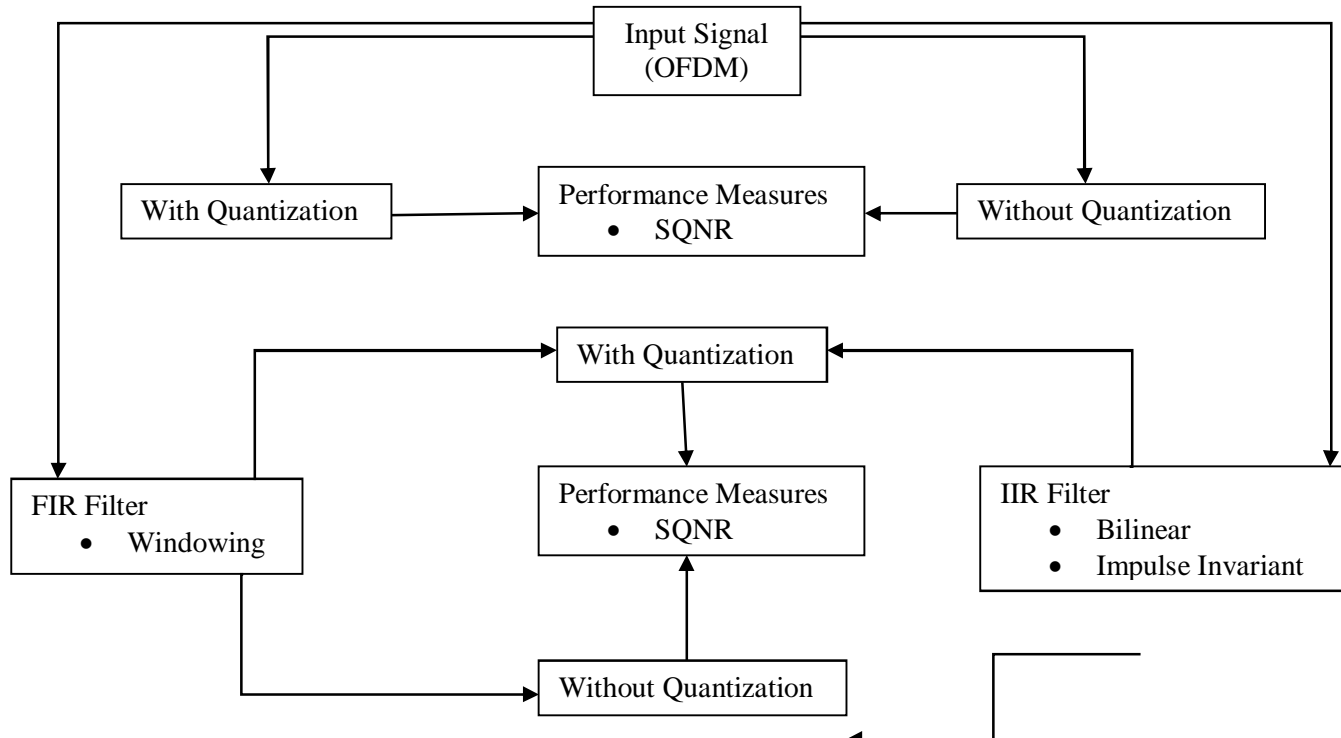 Input Signal
(OFDM)
With Quantization
Performance Measures
• SQNR
Without Quantization
With Quantization
FIR Filter
• Windowing
Performance Measures
• SQNR
IIR Filter
• Bilinear
• Impulse Invariant
Without Quantization